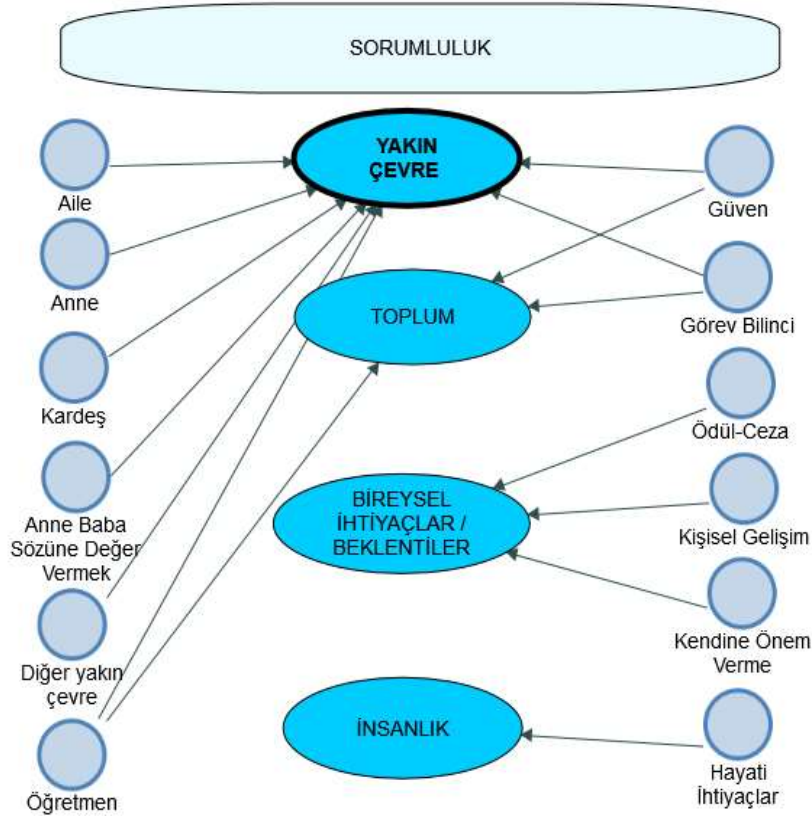 SORUMLULUK
YAKIN
ÇEVRE
Aile
Güven
Anne
TOPLUM
Görev Bilinci
Kardeş
Ödül-Ceza
Anne Baba
Sözüne Değer
Vermek
BİREYSEL
İHTİYAÇLAR /
BEKLENTİLER
Kişisel Gelişim
Diğer yakın
çevre
Kendine Önem
Verme
İNSANLIK
Öğretmen
Hayati
İhtiyaçlar